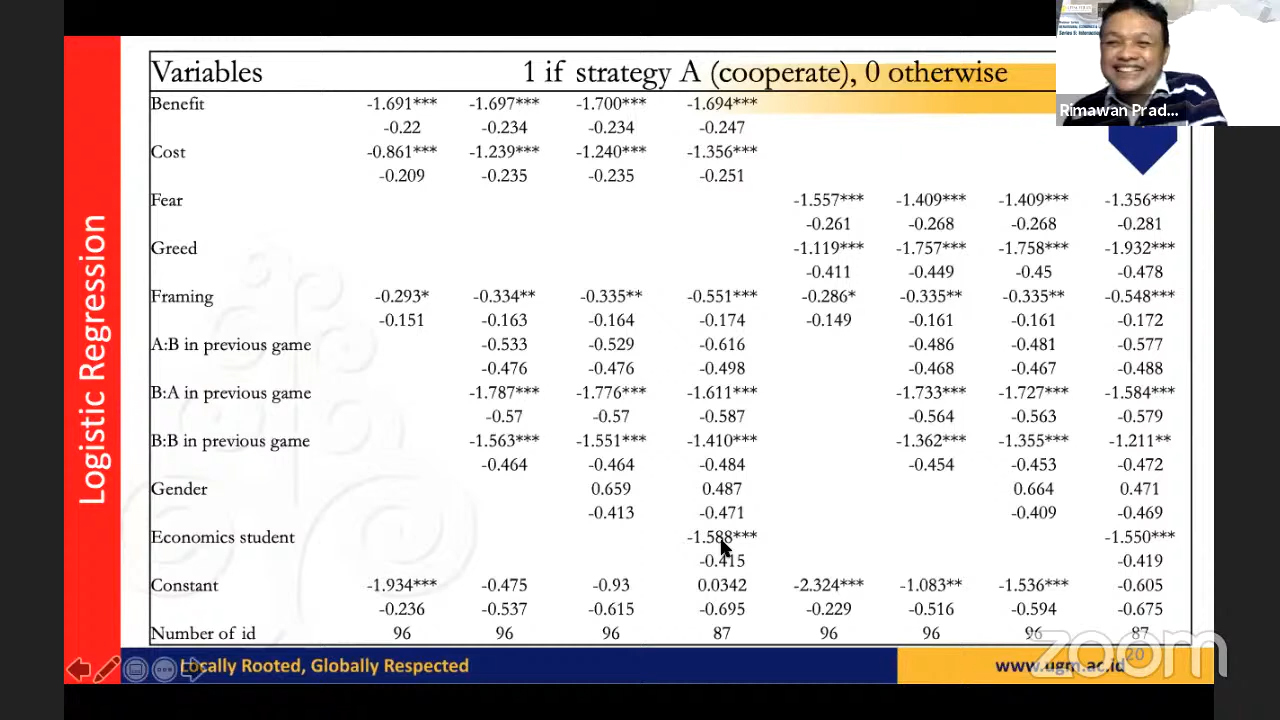 Variables 1 if strategy A (cooperate), 0 otherwise
Benefit -1.691*** -1.697*** -1.700*** -1.694***
-0.22 -0.234 -0.234 -0.247
Cost -0.861*** -1.239*** -1.240*** -1.356***
-0.209 -0.235 -0.235 -0.251
Fear -1.557*** -1.409*** -1.409*** -1.356***
-0.261 -0.268 -0.268 -0.281
Greed -1.119*** -1.757*** -1.758*** -1.932***
-0.411 -0.449 -0.45 -0.478
Framing -0.293* -0.334** -0.335** -0.551*** -0.286* -0.335** -0.335** -0.548***
-0.151 -0.163 -0.164 -0.174 -0.149 -0.161 -0.161 -0.172
A:B in previous game -0.533 -0.529 -0.616 -0.486 -0.481 -0.577
-0.476 -0.476 -0.498 -0.468 -0.467 -0.488
B:A in previous game -1.787*** -1.776*** -1.611*** -1.733*** -1.727*** -1.584***
-0.57 -0.57 -0.587 -0.564 -0.563 -0.579
B:B in previous game -1.563*** -1.551*** -1.410*** -1.362*** -1.355*** -1.211**
-0.464 -0.464 -0.484 -0.454 -0.453 -0.472
Gender 0.659 0.487 0.664 0.471
-0.413 -0.471 -0.409 -0.469
Economics student -1.588*** -1.550***
-0.415 -0.419
Constant -1.934*** -0.475 -0.93 0.0342 -2.324*** -1.083** -1.536*** -0.605
-0.236 -0.537 -0.615 -0.695 -0.229 -0.516 -0.594 -0.675
Number of id 96 96 96 87 96 96 96 87
Logistic Regression
Locally Rooted, Globally Respected
www.ugm.ac.id
20
zoom
Rimawan Prad...